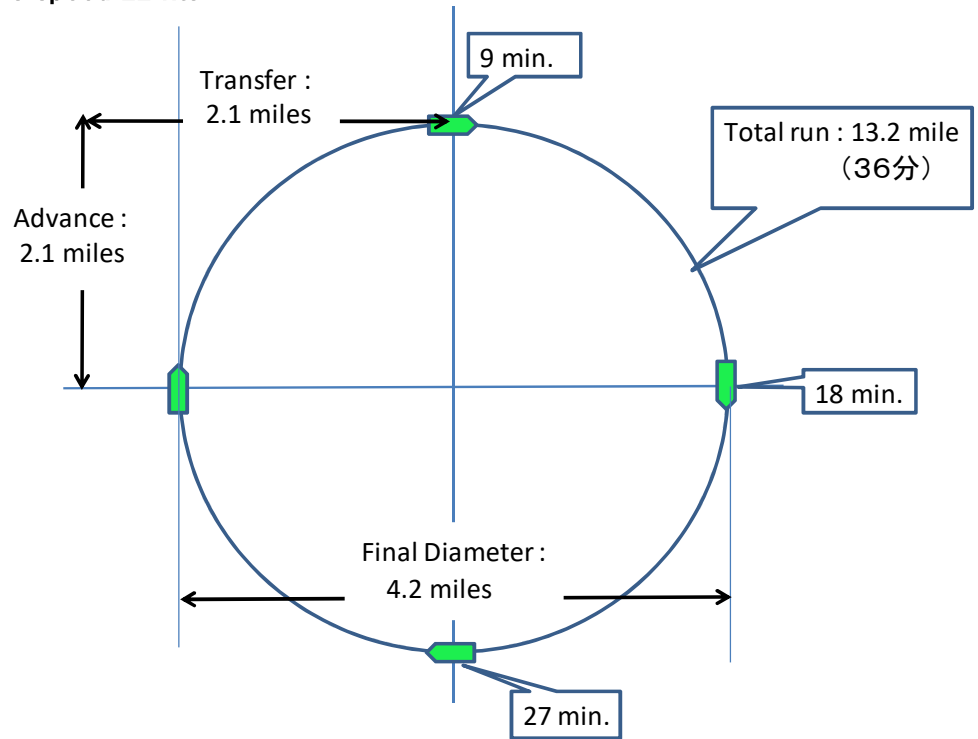 9 min.
Transfer :
2.1 miles
Total run : 13.2 mile
（36分）
Advance :
2.1 miles
18 min.
Final Diameter :
4.2 miles
27 min.